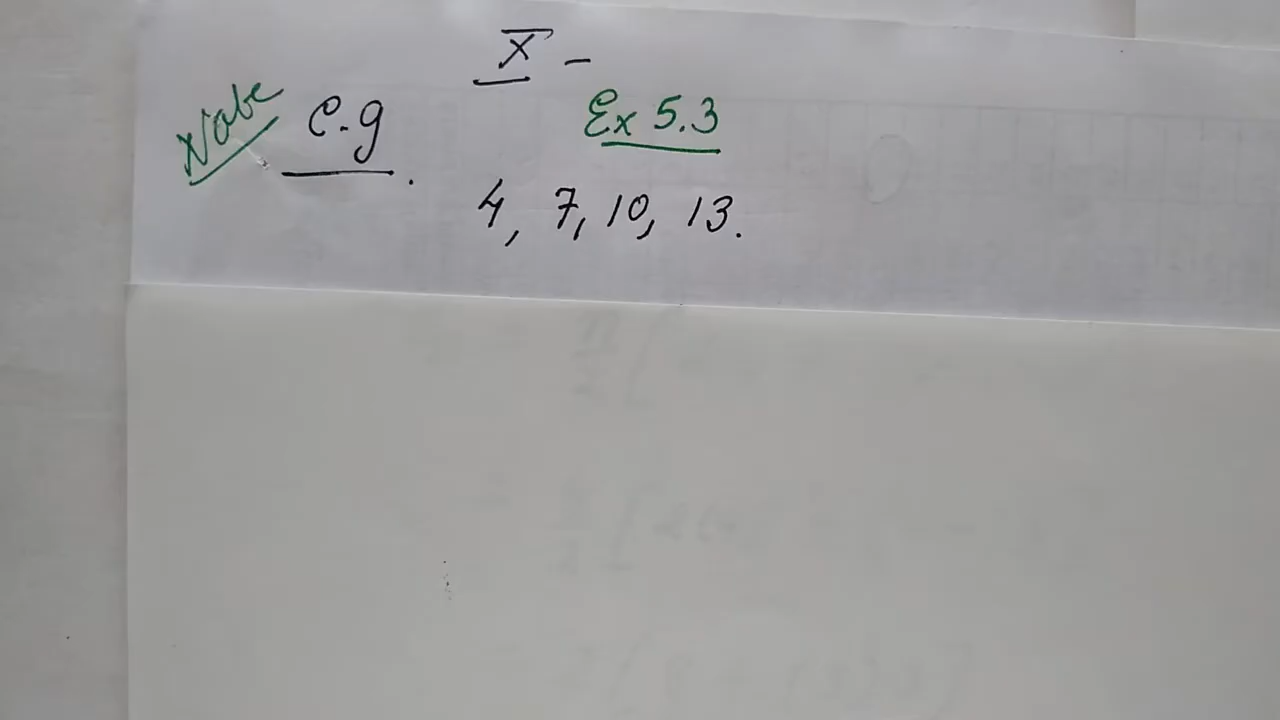 X -
Note e.g.
Ex 5.3
4, 7, 10, 13.